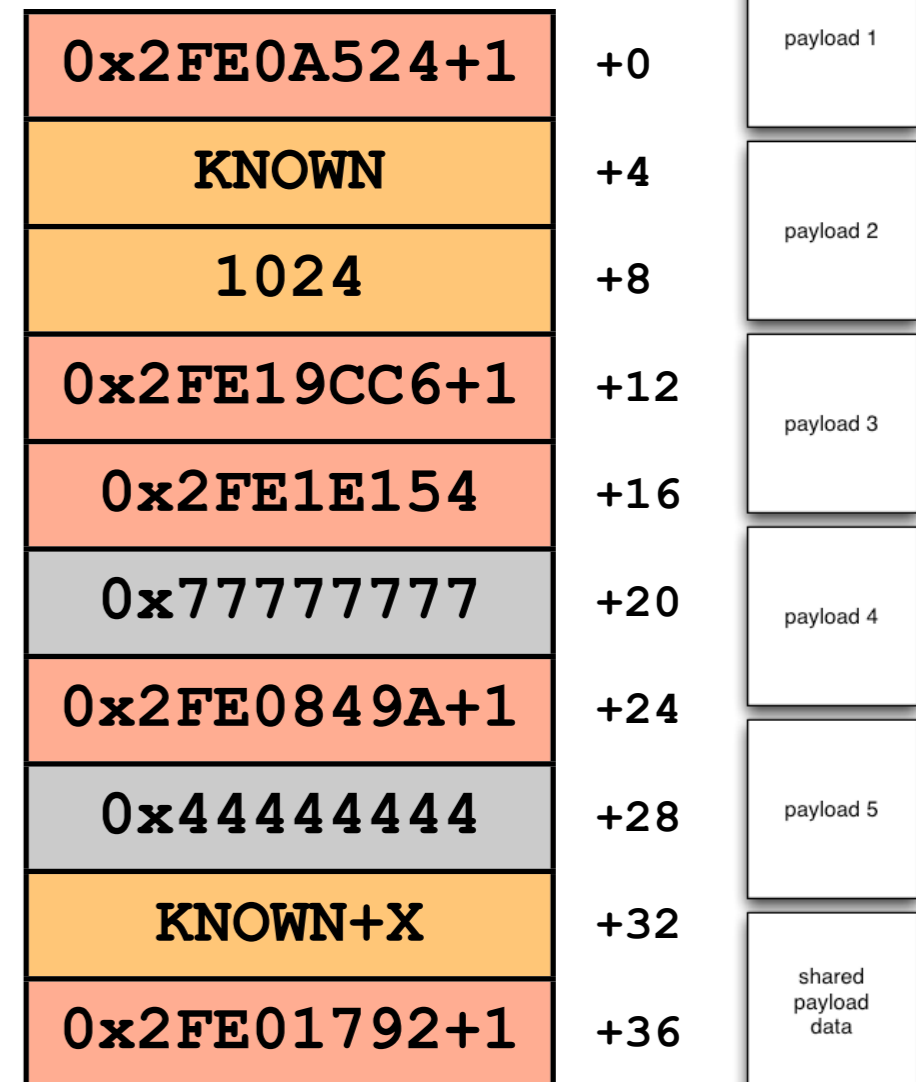 0x2FE0A524+1 +0
KNOWN +4
1024 +8
0x2FE19CC6+1 +12
0x2FE1E154 +16
0x77777777 +20
0x2FE0849A+1 +24
0x44444444 +28
KNOWN+X +32
0x2FE01792+1 +36
payload 1
payload 2
payload 3
payload 4
payload 5
shared
payload
data